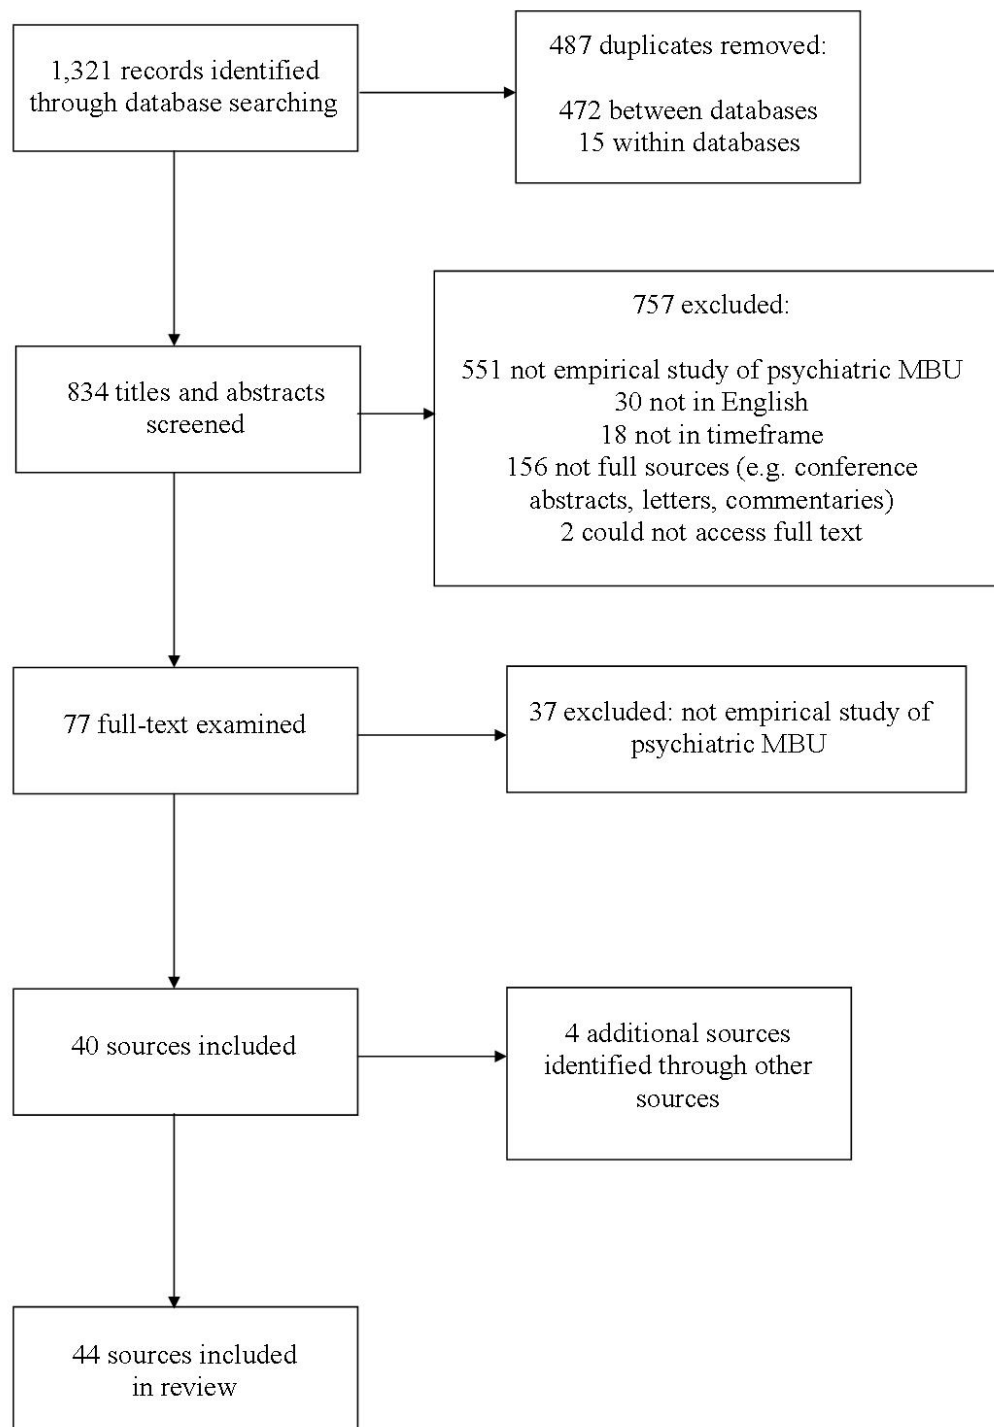 1,321 records identified
through database searching
487 duplicates removed:
472 between databases
15 within databases
834 titles and abstracts
screened
757 excluded:
551 not empirical study of psychiatric MBU
30 not in English
18 not in timeframe
156 not full sources (e.g. conference
abstracts, letters, commentaries)
2 could not access full text
77 full-text examined
37 excluded: not empirical study of
psychiatric MBU
40 sources included
4 additional sources
identified through other
sources
44 sources included
in review